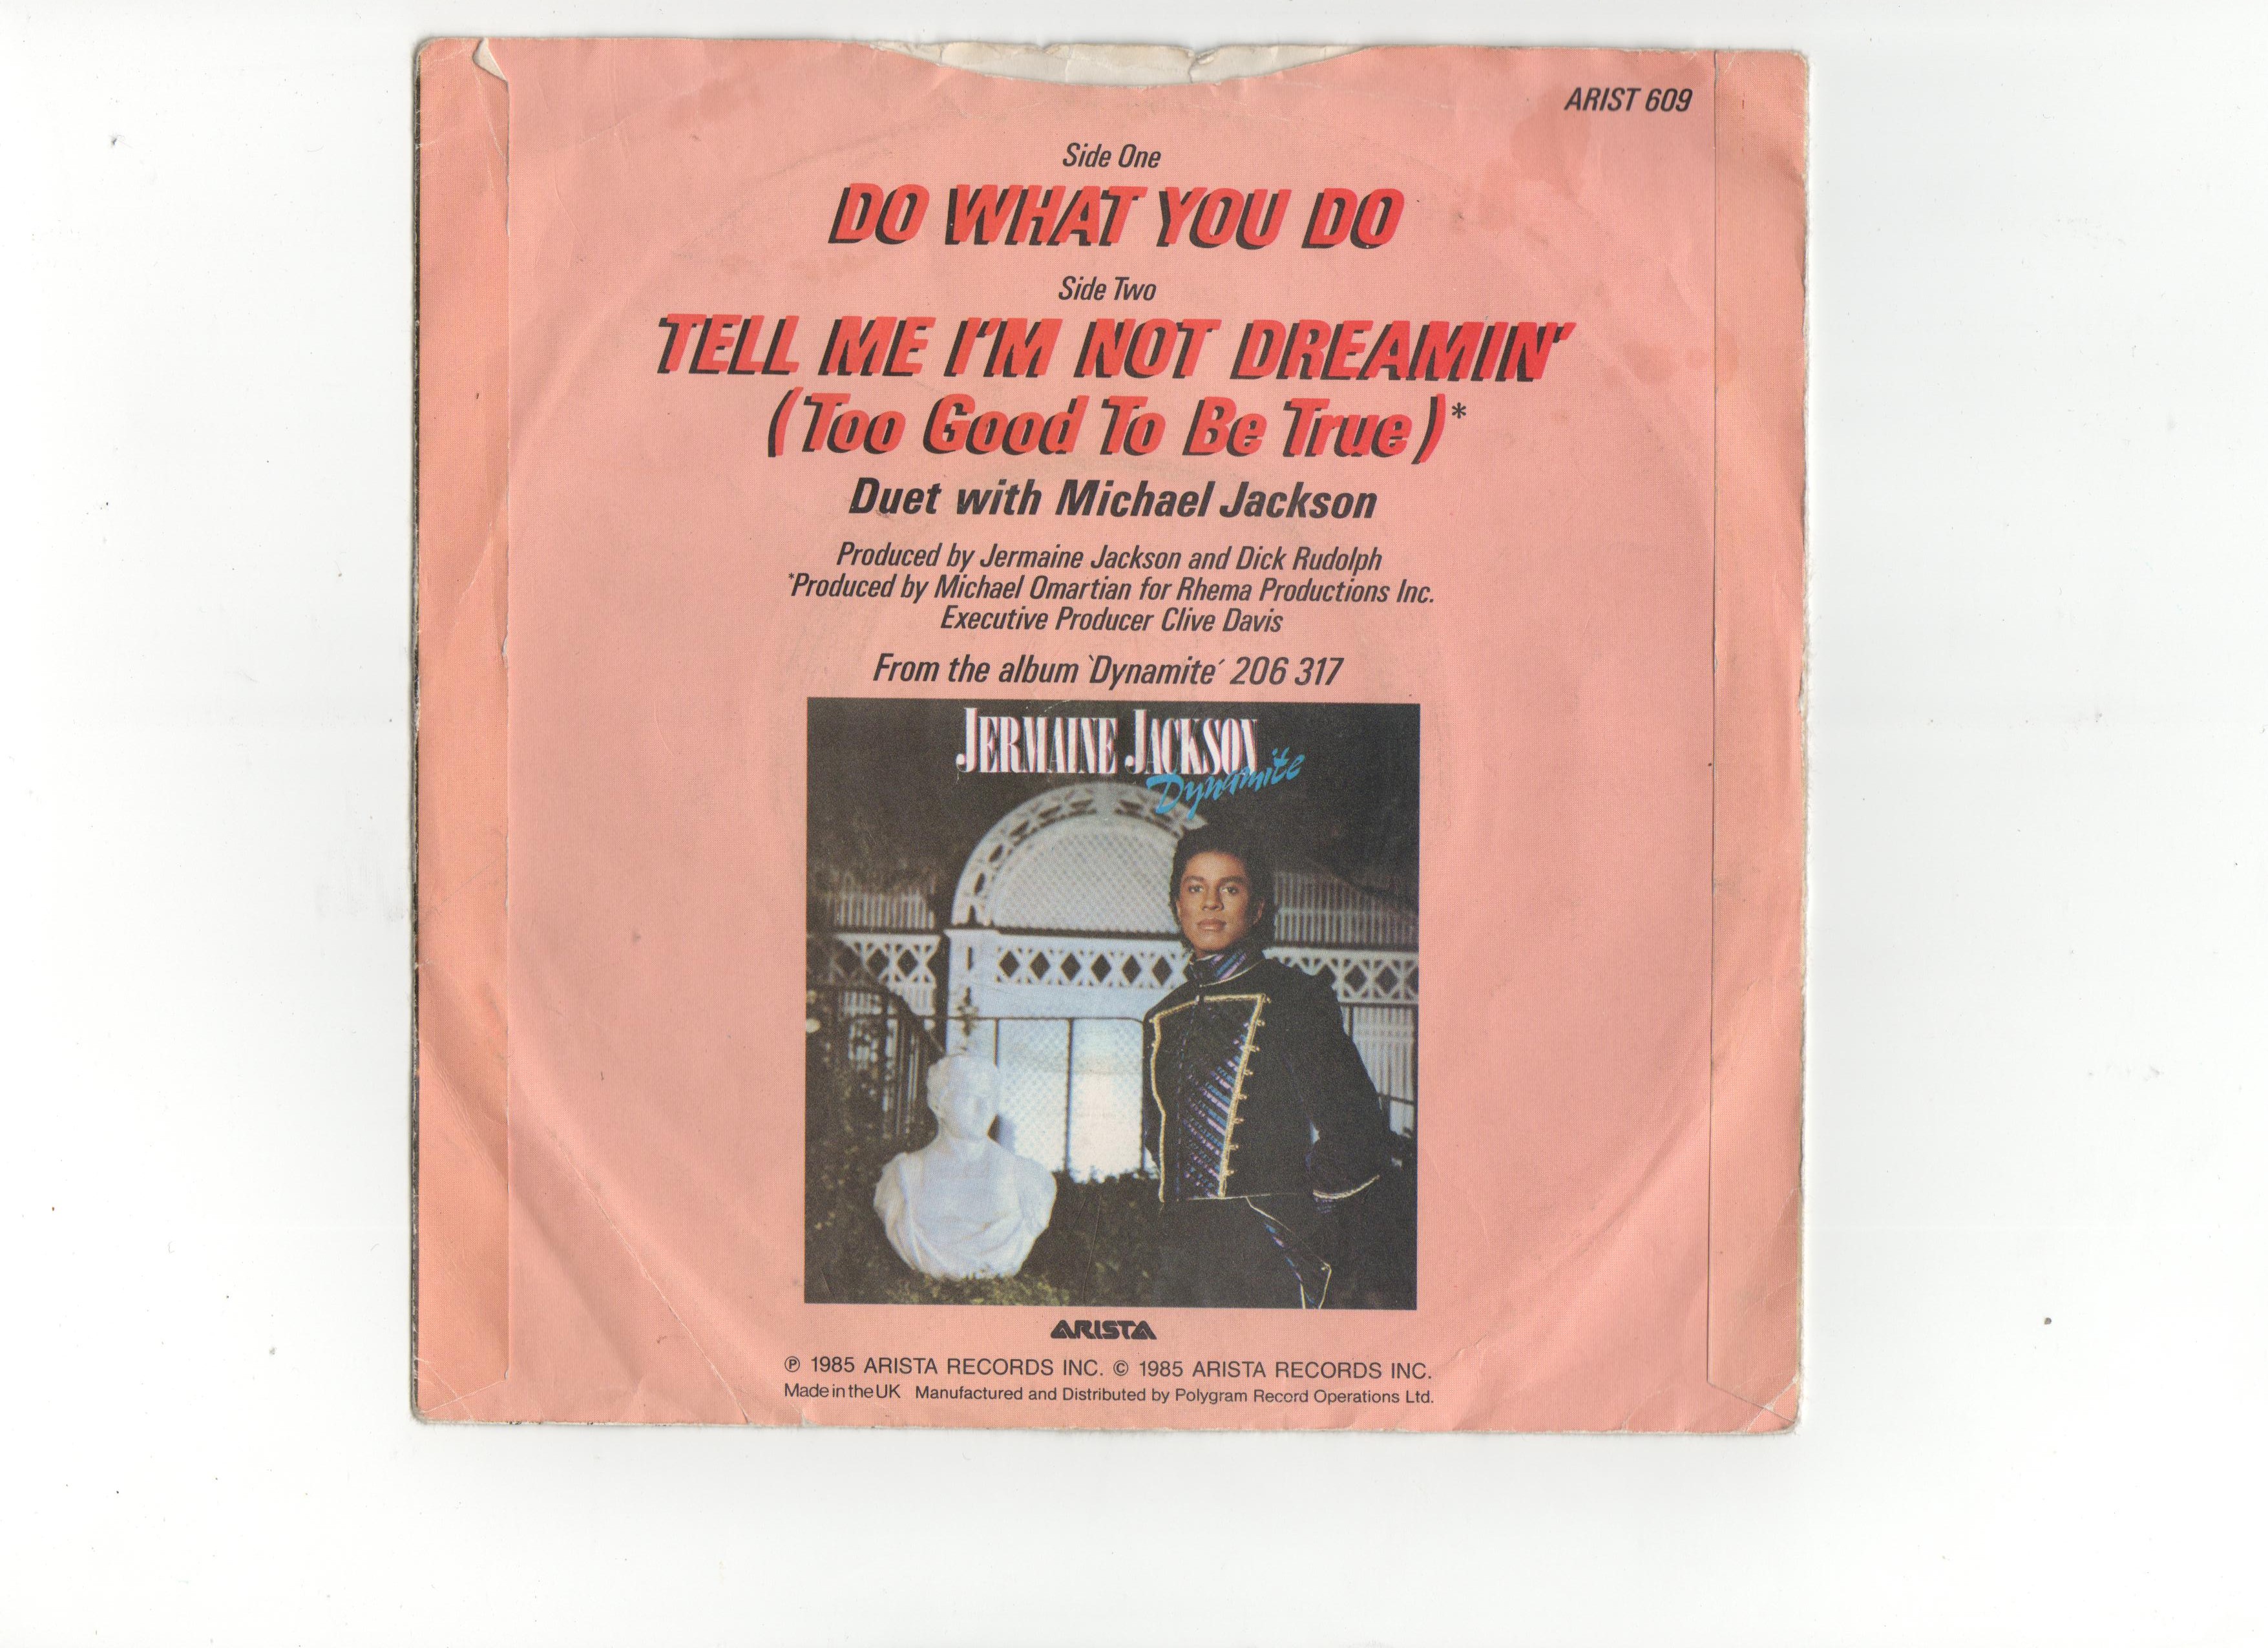 ARIST 609
Side One
DO WHAT YOU DO
Side Two
TELL ME I'M NOT DREAMIN'
(Too Good To Be True)*
Duet with Michael Jackson
Produced by Jermaine Jackson and Dick Rudolph
*Produced by Michael Omartian for Rhema Productions Inc.
Executive Producer Clive Davis
From the album `Dynamite´ 206 317
JERMAINE JACKSON
Dynamite
ARISTA
℗ 1985 ARISTA RECORDS INC. © 1985 ARISTA RECORDS INC.
Made in the UK Manufactured and Distributed by Polygram Record Operations Ltd.